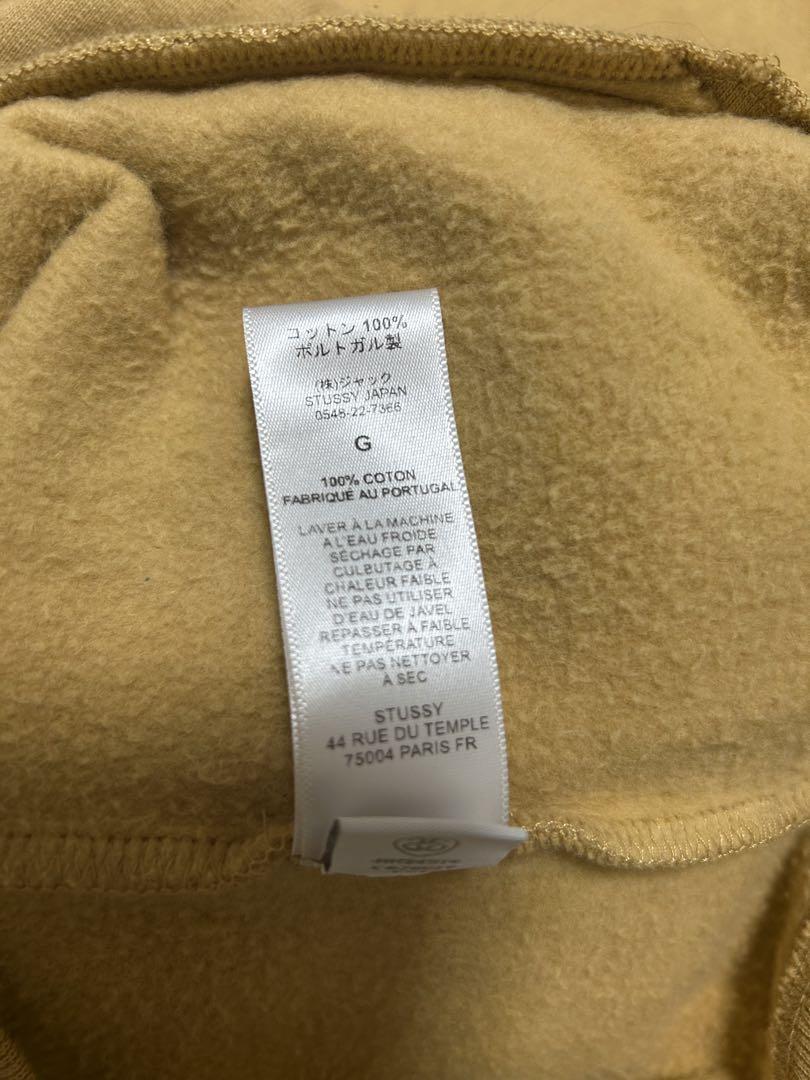 コットン 100%
ポルトガル製
(株)ジャック
STUSSY JAPAN
0548-22-7366
G
100% COTON
FABRIQUÉ AU PORTUGAL
LAVER À LA MACHINE
A L'EAU FROIDE
SÉCHAGE PAR
CULBUTAGE À
CHALEUR FAIBLE
NE PAS UTILISER
D'EAU DE JAVEL
REPASSER À FAIBLE
TEMPÉRATURE
NE PAS NETTOYER
À SEC
STUSSY
44 RUE DU TEMPLE
75004 PARIS FR